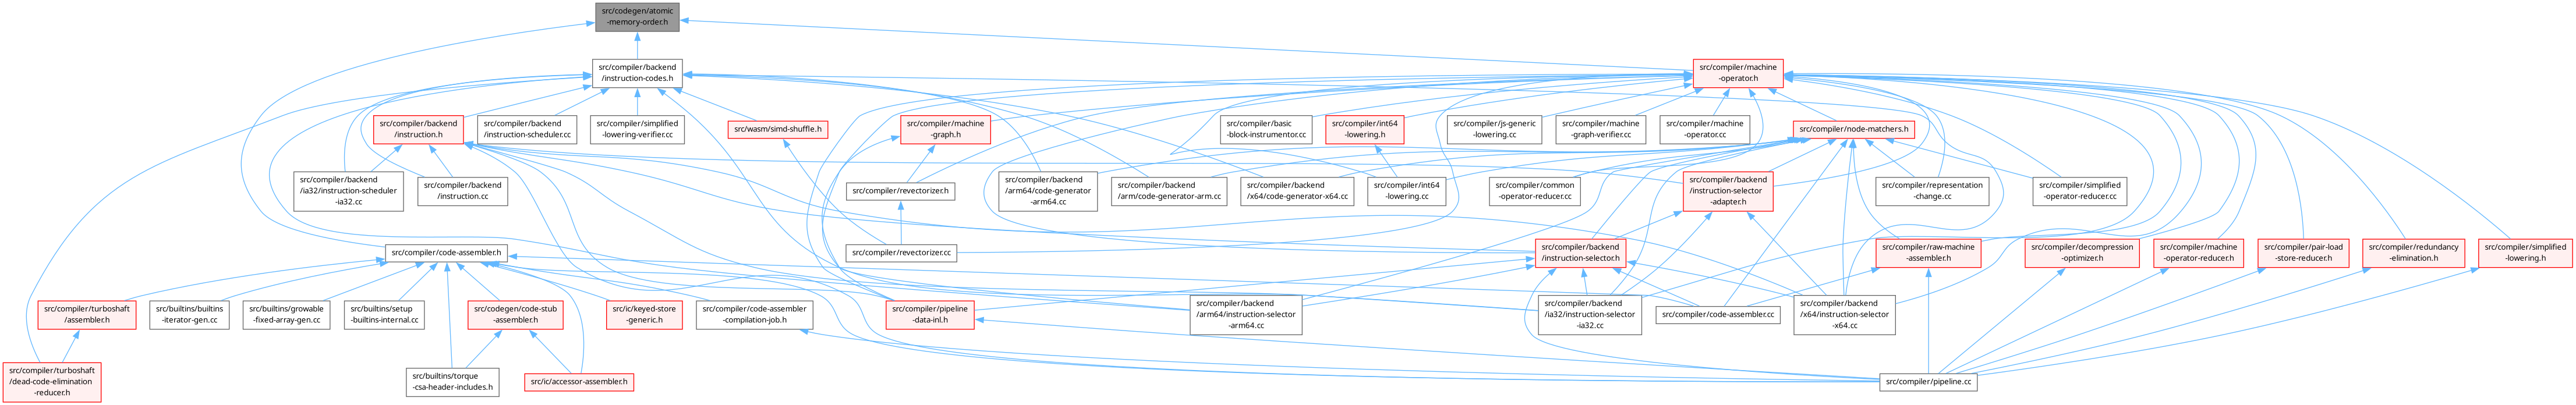 src/codegen/atomic
-memory-order.h
src/compiler/backend
/instruction-codes.h
src/compiler/machine
-operator.h
src/compiler/backend
/instruction.h
src/compiler/backend
/instruction-scheduler.cc
src/compiler/simplified
-lowering-verifier.cc
src/wasm/simd-shuffle.h
src/compiler/machine
-graph.h
src/compiler/basic
-block-instrumentor.cc
src/compiler/int64
-lowering.h
src/compiler/js-generic
-lowering.cc
src/compiler/machine
-graph-verifier.cc
src/compiler/machine
-operator.cc
src/compiler/node-matchers.h
src/compiler/backend
/ia32/instruction-scheduler
-ia32.cc
src/compiler/backend
/instruction.cc
src/compiler/revectorizer.h
src/compiler/backend
/arm64/code-generator
-arm64.cc
src/compiler/backend
/arm/code-generator-arm.cc
src/compiler/backend
/x64/code-generator-x64.cc
src/compiler/int64
-lowering.cc
src/compiler/common
-operator-reducer.cc
src/compiler/backend
/instruction-selector
-adapter.h
src/compiler/representation
-change.cc
src/compiler/simplified
-operator-reducer.cc
src/compiler/code-assembler.h
src/compiler/revectorizer.cc
src/compiler/backend
/instruction-selector.h
src/compiler/raw-machine
-assembler.h
src/compiler/decompression
-optimizer.h
src/compiler/machine
-operator-reducer.h
src/compiler/pair-load
-store-reducer.h
src/compiler/redundancy
-elimination.h
src/compiler/simplified
-lowering.h
src/compiler/turboshaft
/assembler.h
src/builtins/builtins
-iterator-gen.cc
src/builtins/growable
-fixed-array-gen.cc
src/builtins/setup
-builtins-internal.cc
src/codegen/code-stub
-assembler.h
src/ic/keyed-store
-generic.h
src/compiler/code-assembler
-compilation-job.h
src/compiler/pipeline
-data-inl.h
src/compiler/backend
/arm64/instruction-selector
-arm64.cc
src/compiler/backend
/ia32/instruction-selector
-ia32.cc
src/compiler/code-assembler.cc
src/compiler/backend
/x64/instruction-selector
-x64.cc
src/compiler/turboshaft
/dead-code-elimination
-reducer.h
src/builtins/torque
-csa-header-includes.h
src/ic/accessor-assembler.h
src/compiler/pipeline.cc